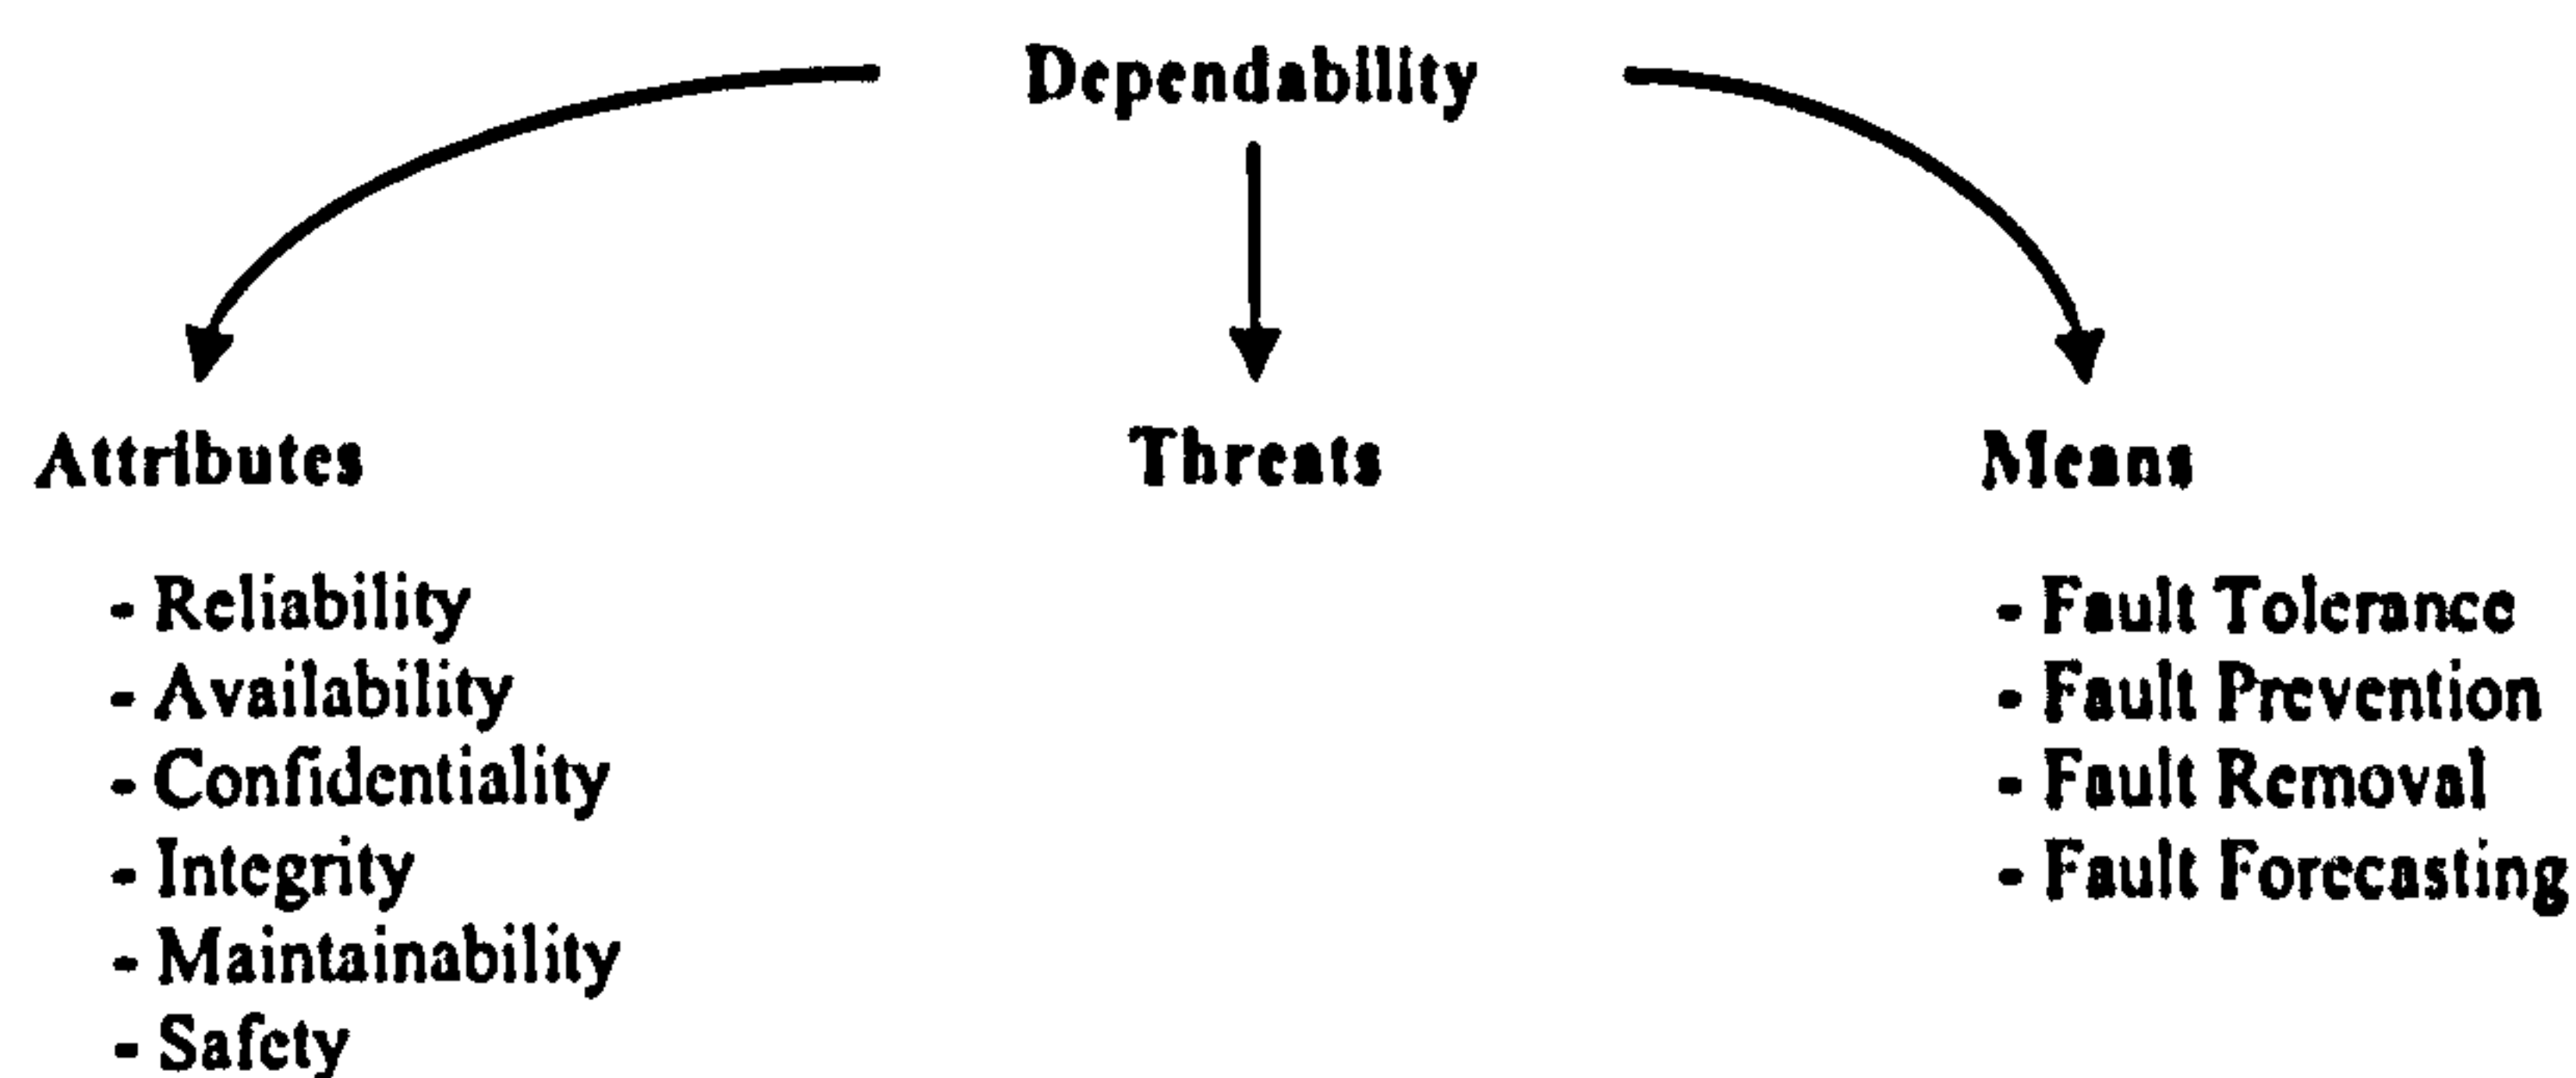 Dependability
Attributes
Threats
Means
- Reliability
- Availability
- Confidentiality
- Integrity
- Maintainability
- Safety
- Fault Tolerance
- Fault Prevention
- Fault Removal
- Fault Forecasting